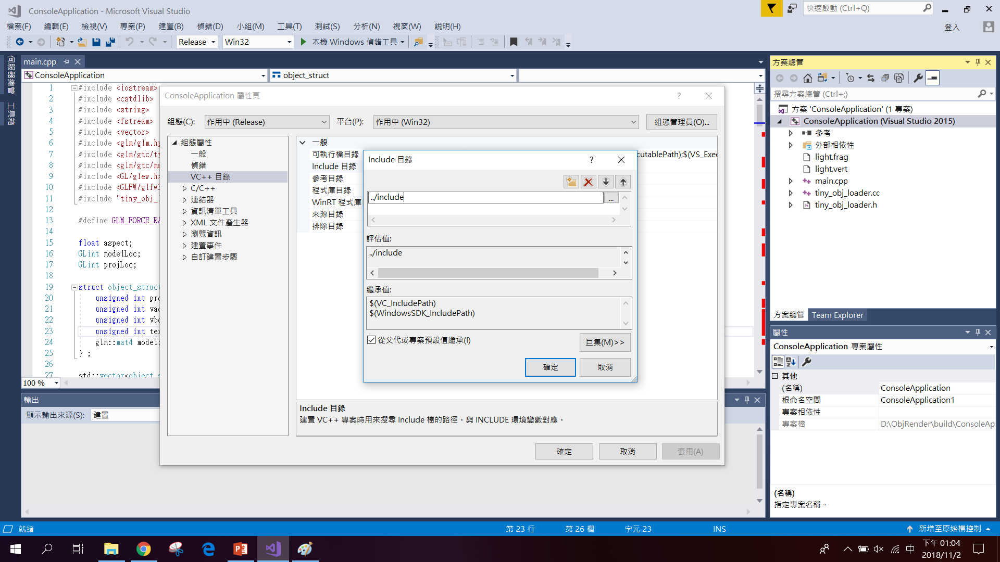 ConsoleApplication - Microsoft Visual Studio
快速啟動 (Ctrl+Q)
檔案(F) 編輯(E) 檢視(V) 專案(P) 建置(B) 偵錯(D) 小組(M) 工具(T) 測試(S) 分析(N) 視窗(W) 說明(H)
登入
Release Win32 本機 Windows 偵錯工具
伺服器總管
工具箱
main.cpp
ConsoleApplication object_struct
1 #include <iostream>
2 #include <cstdlib>
3 #include <string>
4 #include <fstream>
5 #include <vector>
6 #include <glm/glm.hp
7 #include <glm/gtc/ty
8 #include <glm/gtc/ma
9 #include <GL/glew.h>
10 #include <GLFW/glfw3
11 #include "tiny_obj_l
12
13 #define GLM_FORCE_RA
14
15 float aspect;
16 GLint modelLoc;
17 GLint projLoc;
18
19 struct object_struct
20 unsigned int pro
21 unsigned int vao
22 unsigned int vbo
23 unsigned int tex
24 glm::mat4 model;
25 } ;
26
27 std::vector<object_s
100 %
輸出
顯示輸出來源(S): 建置
ConsoleApplication 屬性頁
?
組態(C): 作用中 (Release) 平台(P): 作用中 (Win32) 組態管理員(O)...
組態屬性
一般
偵錯
VC++ 目錄
C/C++
連結器
資訊清單工具
XML 文件產生器
瀏覽資訊
建置事件
自訂建置步驟
一般
可執行檔目錄 cutablePath);$(VS_Exec
Include 目錄
參考目錄
程式庫目錄
WinRT 程式庫
來源目錄
排除目錄
Include 目錄
?
../include
...
評估值:
../include
繼承值:
$(VC_IncludePath)
$(WindowsSDK_IncludePath)
從父代或專案預設值繼承(I)
巨集(M)>>
確定 取消
Include 目錄
建置 VC++ 專案時用來搜尋 Include 檔的路徑。與 INCLUDE 環境變數對應。
確定 取消 套用(A)
方案總管
搜尋方案總管 (Ctrl+;)
方案 'ConsoleApplication' (1 專案)
ConsoleApplication (Visual Studio 2015)
參考
外部相依性
light.frag
light.vert
main.cpp
tiny_obj_loader.cc
tiny_obj_loader.h
方案總管 Team Explorer
屬性
ConsoleApplication 專案屬性
其他
(名稱) ConsoleApplication
根命名空間 ConsoleApplication1
專案相依性
專案檔 D:\ObjRender\build\ConsoleAp
(名稱)
指定專案名稱。
就緒 第 23 行 第 26 欄 字元 23 INS 新增至原始檔控制
中
下午 01:04
2018/11/2